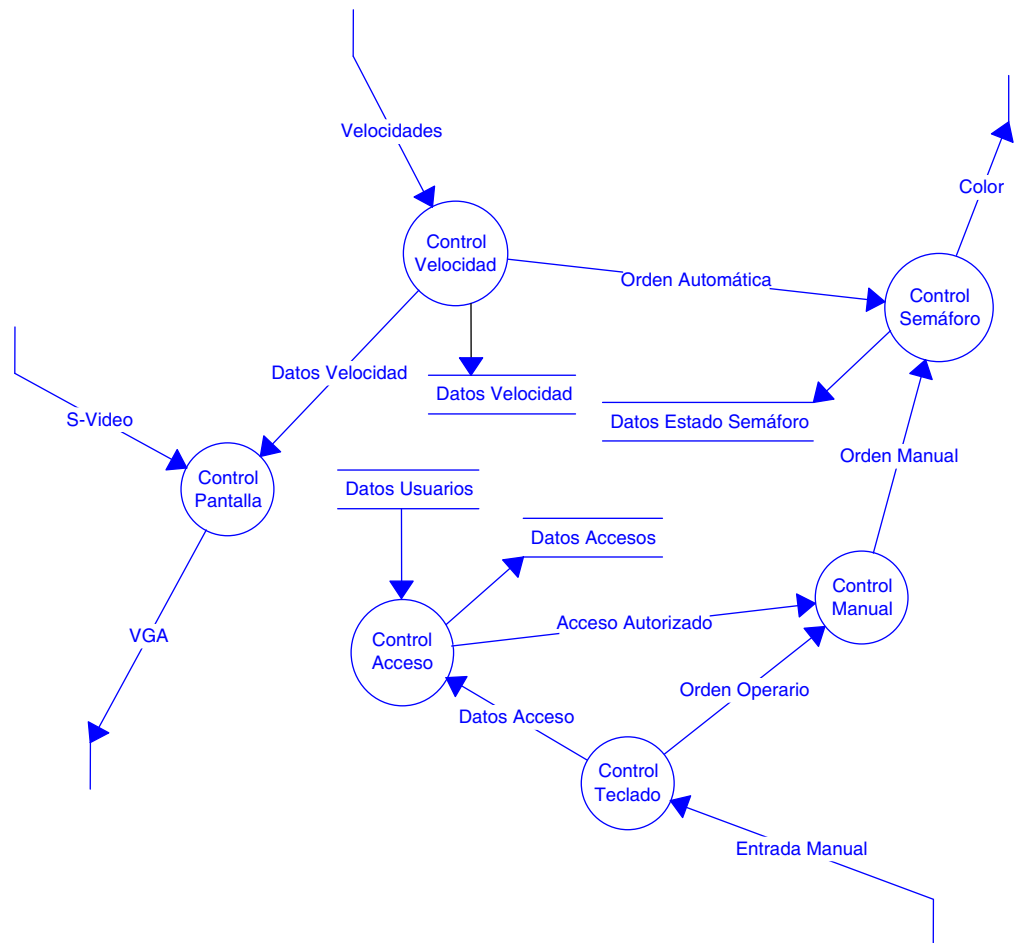 Velocidades
Color
Control
Velocidad
Orden Automática
Control
Semáforo
Datos Velocidad
Datos Velocidad
S-Video
Datos Estado Semáforo
Orden Manual
Control
Pantalla
Datos Usuarios
Datos Accesos
Control
Manual
VGA
Acceso Autorizado
Control
Acceso
Orden Operario
Datos Acceso
Control
Teclado
Entrada Manual